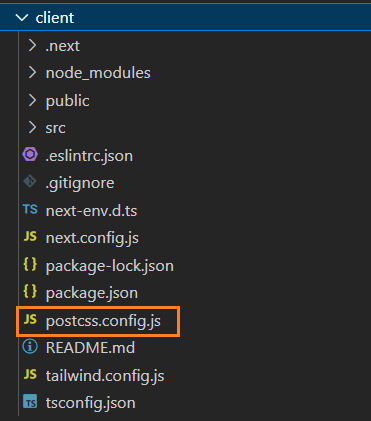 client
.next
node_modules
public
src
.eslintrc.json
.gitignore
TS next-env.d.ts
JS next.config.js
{ } package-lock.json
{ } package.json
JS postcss.config.js
README.md
JS tailwind.config.js
TS tsconfig.json